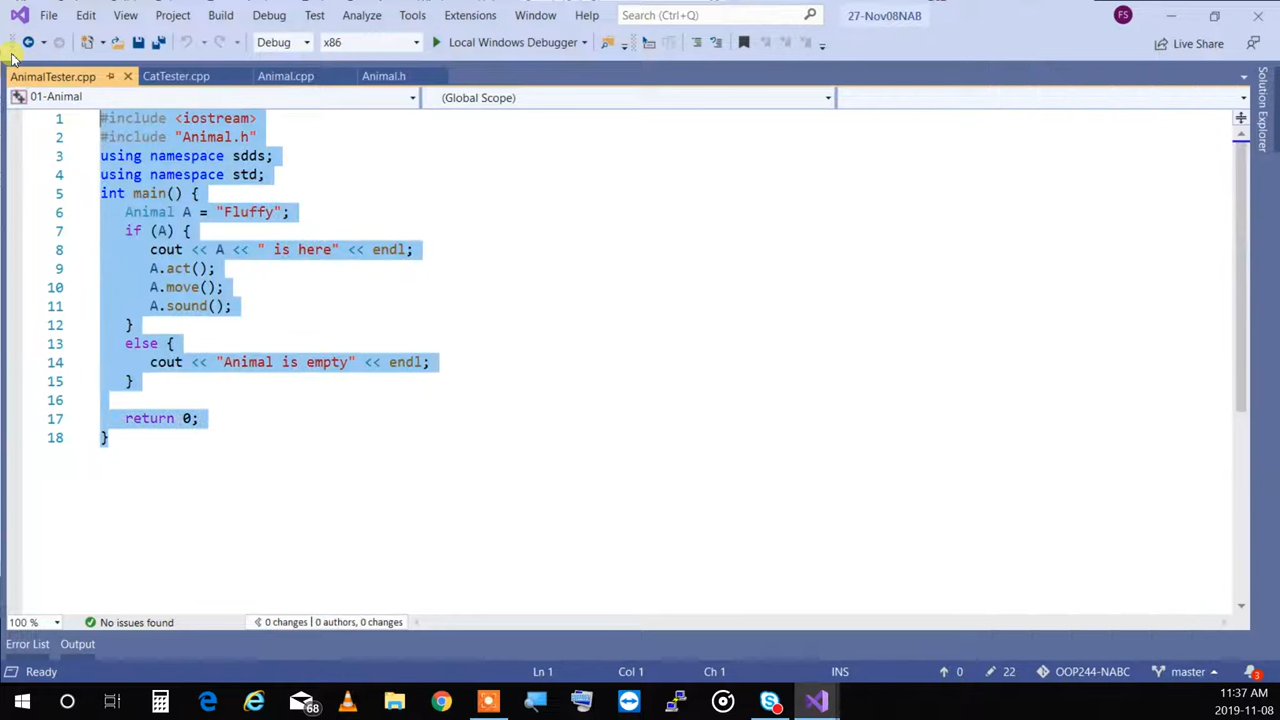 File Edit View Project Build Debug Test Analyze Tools Extensions Window Help Search (Ctrl+Q) 27-Nov08NAB FS
Debug x86 Local Windows Debugger Live Share
AnimalTester.cpp CatTester.cpp Animal.cpp Animal.h
01-Animal (Global Scope)
Solution Explorer
1 #include <iostream>
2 #include "Animal.h"
3 using namespace sdds;
4 using namespace std;
5 int main() {
6 Animal A = "Fluffy";
7 if (A) {
8 cout << A << " is here" << endl;
9 A.act();
10 A.move();
11 A.sound();
12 }
13 else {
14 cout << "Animal is empty" << endl;
15 }
16
17 return 0;
18 }
100 % No issues found 0 changes | 0 authors, 0 changes
Error List Output
Ready Ln 1 Col 1 Ch 1 INS 0 22 OOP244-NABC master 3
68 11:37 AM
2019-11-08